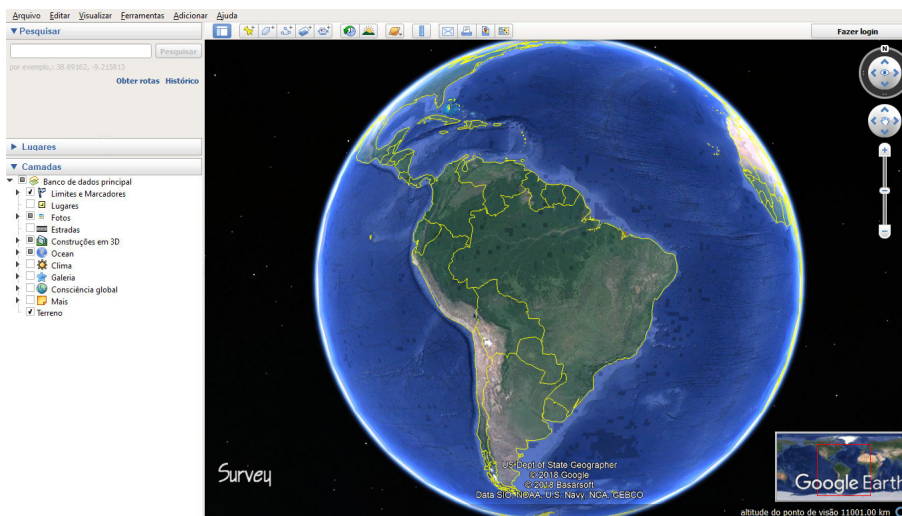 Arquivo Editar Visualizar Ferramentas Adicionar Ajuda
Pesquisar
Fazer login
Pesquisar
por exemplo,: 38.69162, -9.215813
Obter rotas Histórico
N
Lugares
Camadas
Banco de dados principal
Limites e Marcadores
Lugares
Fotos
Estradas
Construções em 3D
Ocean
Clima
Galeria
Consciência global
Mais
Terreno
Survey
US Dept of State Geographer
© 2018 Google
© 2018 Basarsoft
Data SIO, NOAA, U.S. Navy, NGA, GEBCO
Google Earth
altitude do ponto de visão 11001.00 km